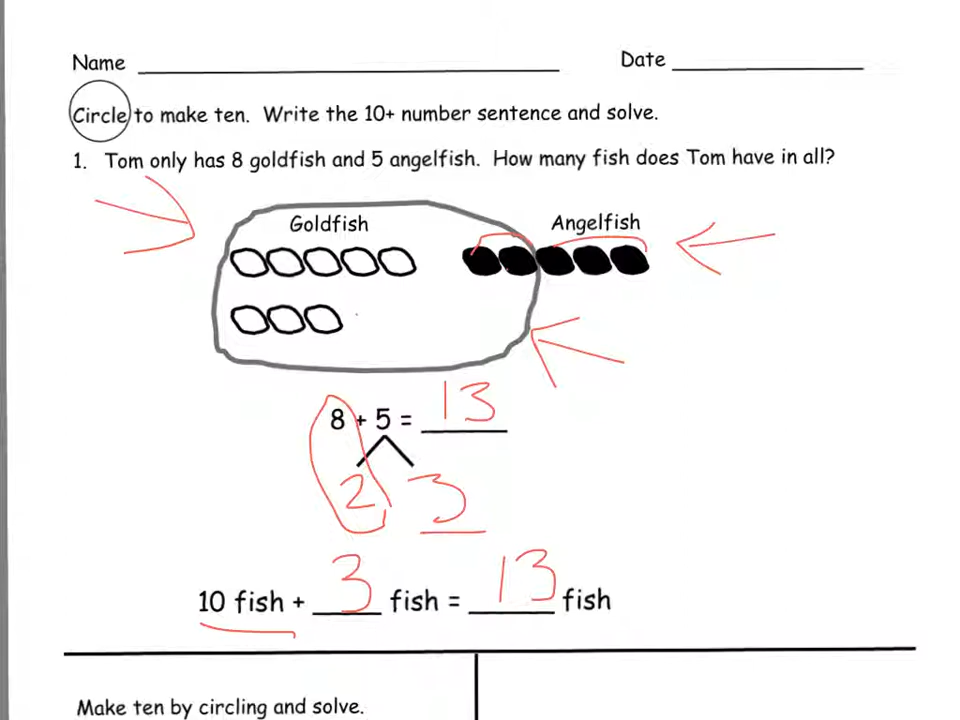 Name ____________ Date ____________
Circle to make ten. Write the 10+ number sentence and solve.
1. Tom only has 8 goldfish and 5 angelfish. How many fish does Tom have in all?
Goldfish Angelfish
8 + 5 = 13
2 3
10 fish + 3 fish = 13 fish
Make ten by circling and solve.